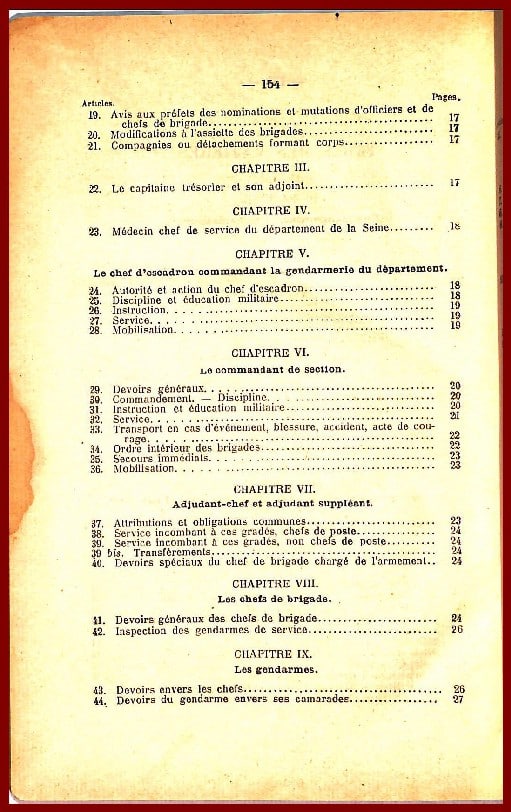 — 154 —
Articles. Pages.
19. Avis aux préfets des nominations et mutations d'officiers et de
chefs de brigade........ 17
20. Modifications à l'assiette des brigades........ 17
21. Compagnies ou détachements formant corps........ 17
CHAPITRE III.
22. Le capitaine trésorier et son adjoint........ 17
CHAPITRE IV.
23. Médecin chef de service du département de la Seine........ 18
CHAPITRE V.
Le chef d'escadron commandant la gendarmerie du département.
24. Autorité et action du chef d'escadron........ 18
25. Discipline et éducation militaire........ 18
26. Instruction........ 19
27. Service........ 19
28. Mobilisation........ 19
CHAPITRE VI.
Le commandant de section.
29. Devoirs généraux........ 20
30. Commandement. — Discipline........ 20
31. Instruction et éducation militaire........ 20
32. Service........ 21
33. Transport en cas d'événement, blessure, accident, acte de cou-
rage........ 22
34. Ordre intérieur des brigades........ 22
35. Secours immédiats........ 23
36. Mobilisation........ 23
CHAPITRE VII.
Adjudant-chef et adjudant suppléant.
37. Attributions et obligations communes........ 23
38. Service incombant à ces gradés, chefs de poste........ 24
39. Service incombant à ces gradés, non chefs de poste........ 24
39 bis. Transfèrements........ 24
40. Devoirs spéciaux du chef de brigade chargé de l'armement.. 24
CHAPITRE VIII.
Les chefs de brigade.
41. Devoirs généraux des chefs de brigade........ 24
42. Inspection des gendarmes de service........ 26
CHAPITRE IX.
Les gendarmes.
43. Devoirs envers les chefs........ 26
44. Devoirs du gendarme envers ses camarades........ 27